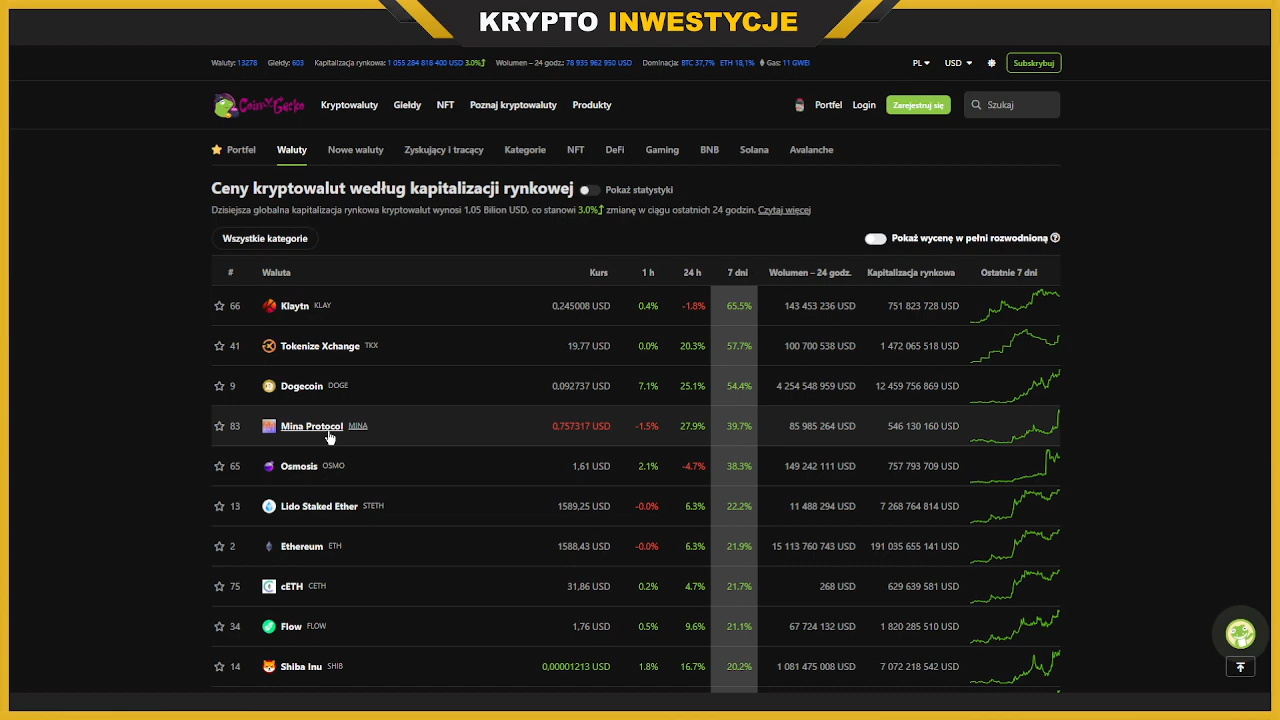 KRYPTO INWESTYCJE
Waluty: 13278 Giełdy: 603 Kapitalizacja rynkowa: 1 055 284 818 400 USD 3.0% Wolumen – 24 godz: 78 935 962 950 USD Dominacja: BTC 37,7% ETH 18,1% Gas: 11 GWEI PL USD Subskrybuj
CoinGecko Kryptowaluty Giełdy NFT Poznaj kryptowaluty Produkty Portfel Login Zarejestruj się Szukaj
Portfel Waluty Nowe waluty Zyskujący i tracący Kategorie NFT DeFi Gaming BNB Solana Avalanche
Ceny kryptowalut według kapitalizacji rynkowej Pokaż statystyki
Dzisiejsza globalna kapitalizacja rynkowa kryptowalut wynosi 1,05 Bilion USD, co stanowi 3.0% zmianę w ciągu ostatnich 24 godzin. Czytaj więcej
Wszystkie kategorie Pokaż wycenę w pełni rozwodnioną ?
# Waluta Kurs 1 h 24 h 7 dni Wolumen – 24 godz. Kapitalizacja rynkowa Ostatnie 7 dni
66 Klaytn KLAY 0,245008 USD 0.4% -1.8% 65.5% 143 453 236 USD 751 823 728 USD
41 Tokenize Xchange TKX 19,77 USD 0.0% 20.3% 57.7% 100 700 538 USD 1 472 065 518 USD
9 Dogecoin DOGE 0,092737 USD 7.1% 25.1% 54.4% 4 254 548 959 USD 12 459 756 869 USD
83 Mina Protocol MINA 0,757317 USD -1.5% 27.9% 39.7% 85 985 264 USD 546 130 160 USD
65 Osmosis OSMO 1,61 USD 2.1% -4.7% 38.3% 149 242 111 USD 757 793 709 USD
13 Lido Staked Ether STETH 1589,25 USD -0.0% 6.3% 22.2% 11 488 294 USD 7 268 764 814 USD
2 Ethereum ETH 1588,43 USD -0.0% 6.3% 21.9% 15 113 760 743 USD 191 035 655 141 USD
75 cETH CETH 31,86 USD 0.2% 4.7% 21.7% 268 USD 629 639 581 USD
34 Flow FLOW 1,76 USD 0.5% 9.6% 21.1% 67 724 132 USD 1 820 285 510 USD
14 Shiba Inu SHIB 0,00001213 USD 1.8% 16.7% 20.2% 1 081 475 008 USD 7 072 218 542 USD